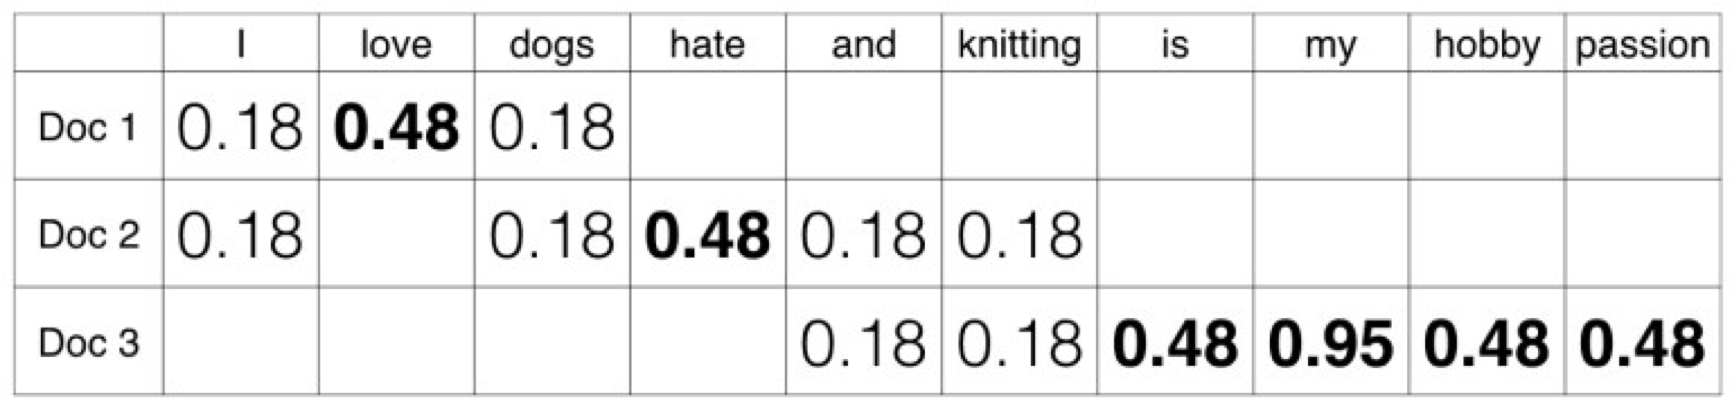 I love dogs hate and knitting is my hobby passion
Doc 1 0.18 0.48 0.18
Doc 2 0.18 0.18 0.48 0.18 0.18
Doc 3 0.18 0.18 0.48 0.95 0.48 0.48